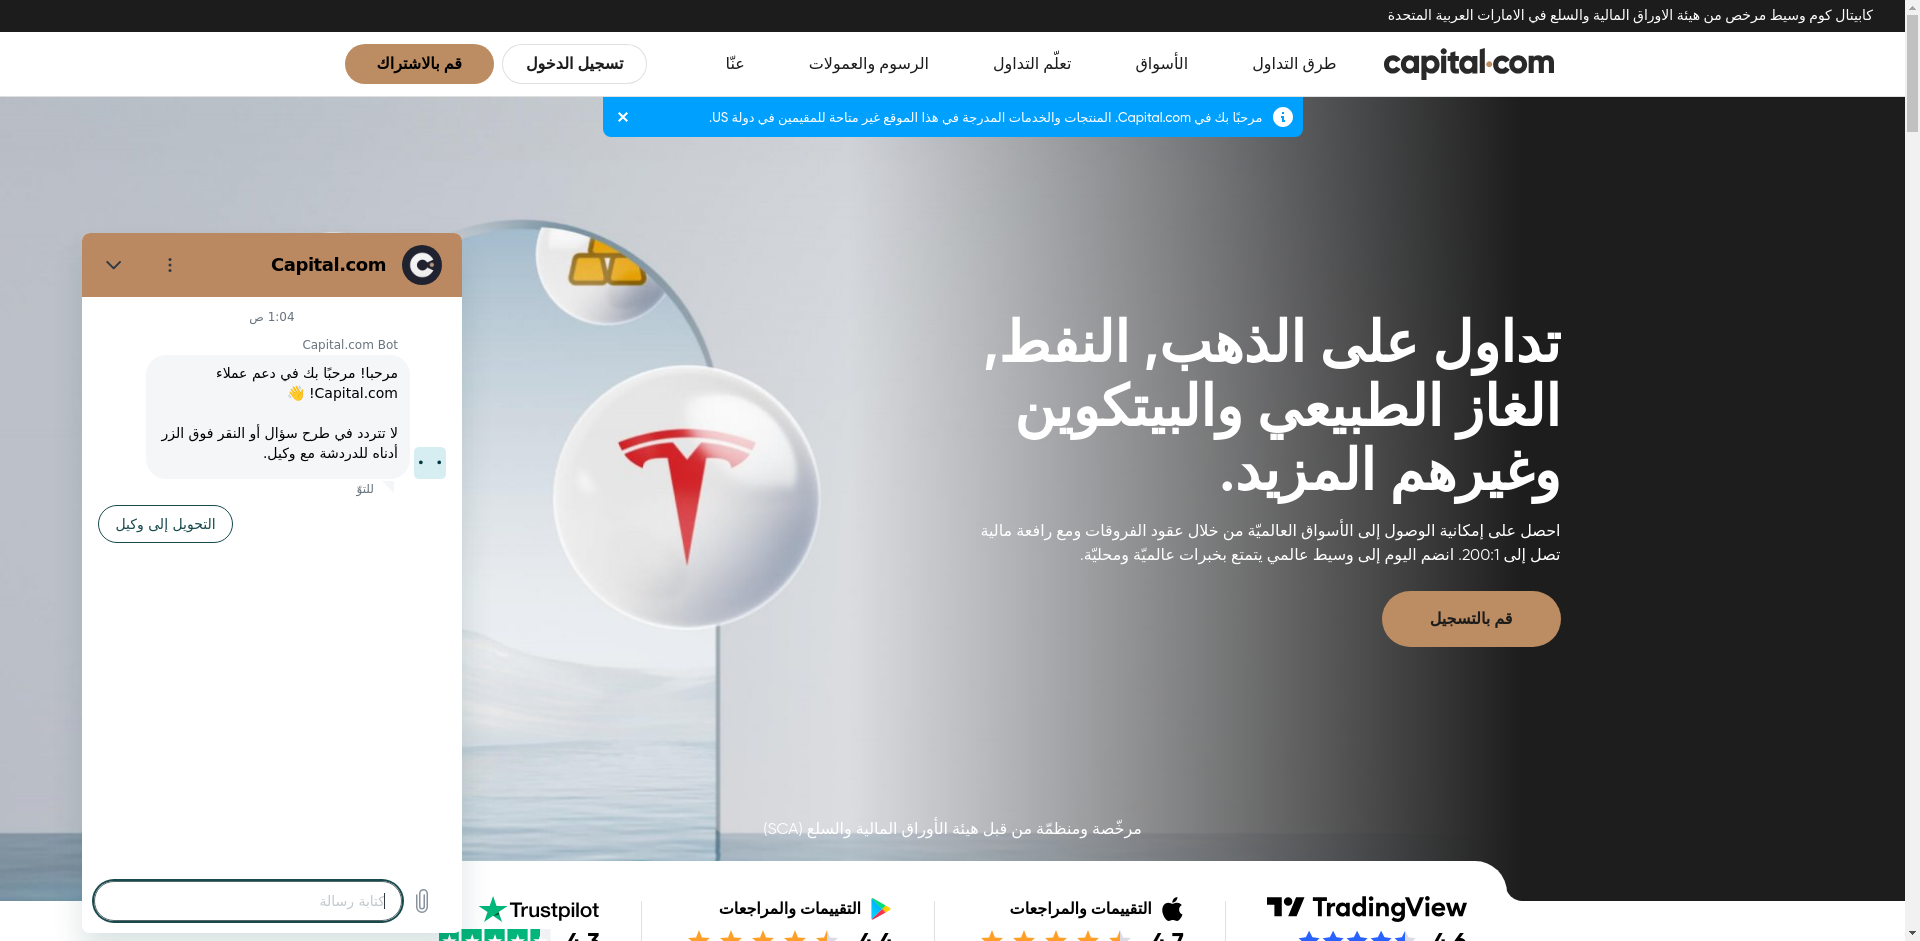 كابيتال كوم وسيط مرخص من هيئة الاوراق المالية والسلع في الامارات العربية المتحدة
capital.com
طرق التداول
الأسواق
تعلّم التداول
الرسوم والعمولات
عنّا
تسجيل الدخول
قم بالاشتراك
مرحبًا بك في Capital.com. المنتجات والخدمات المدرجة في هذا الموقع غير متاحة للمقيمين في دولة US.
تداول على الذهب, النفط,
الغاز الطبيعي والبيتكوين
وغيرهم المزيد.
احصل على إمكانية الوصول إلى الأسواق العالميّة من خلال عقود الفروقات ومع رافعة مالية
تصل إلى 200:1. انضم اليوم إلى وسيط عالمي يتمتع بخبرات عالميّة ومحليّة.
قم بالتسجيل
مرخّصة ومنظمّة من قبل هيئة الأوراق المالية والسلع (SCA)
TradingView
4.6
التقييمات والمراجعات
4.7
التقييمات والمراجعات
4.4
Trustpilot
4.3
Capital.com
1:04 ص
Capital.com Bot
مرحبا! مرحبًا بك في دعم عملاء
Capital.com! 👋
لا تتردد في طرح سؤال أو النقر فوق الزر
أدناه للدردشة مع وكيل.
للتوّ
التحويل إلى وكيل
كتابة رسالة